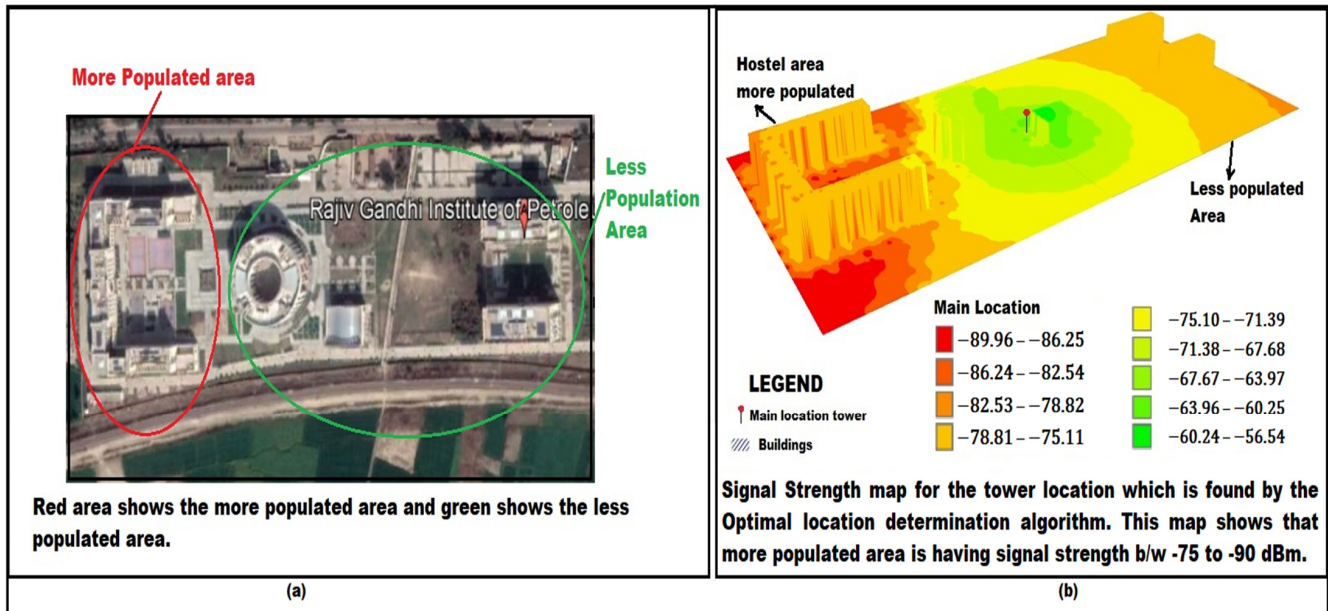 More Populated area
Less
Population
Area
Rajiv Gandhi Institute of Petrole
Red area shows the more populated area and green shows the less
populated area.
(a)
Hostel area
more populated
Less populated
Area
Main Location
−89.96 – −86.25
−86.24 – −82.54
−82.53 – −78.82
−78.81 – −75.11
−75.10 – −71.39
−71.38 – −67.68
−67.67 – −63.97
−63.96 – −60.25
−60.24 – −56.54
LEGEND
Main location tower
Buildings
Signal Strength map for the tower location which is found by the
Optimal location determination algorithm. This map shows that
more populated area is having signal strength b/w -75 to -90 dBm.
(b)